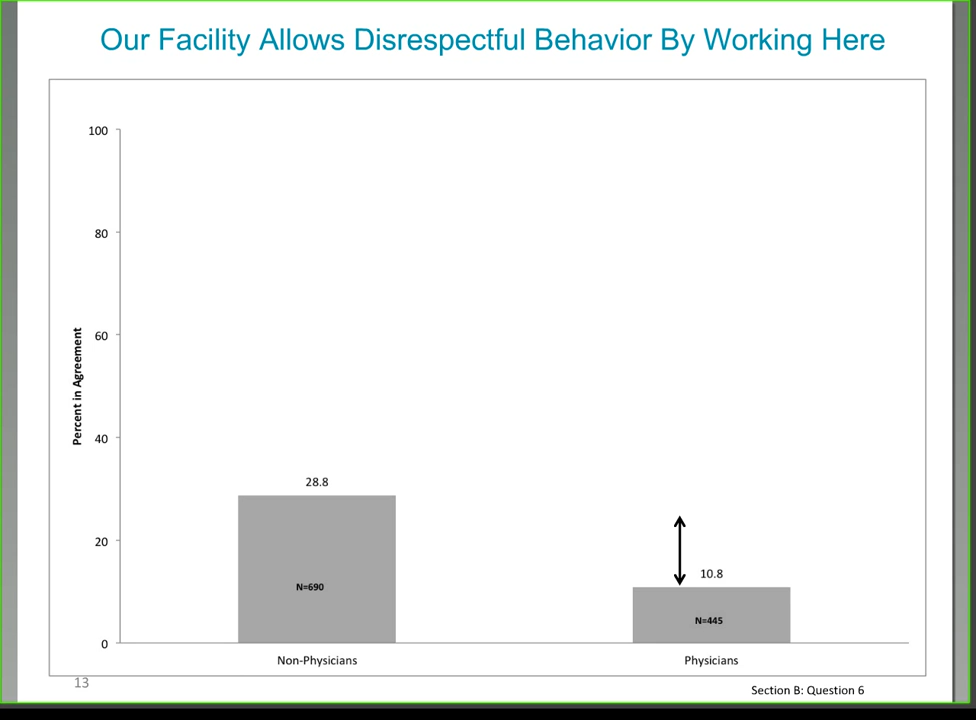 Our Facility Allows Disrespectful Behavior By Working Here
Percent in Agreement
100
80
60
40
20
0
28.8
N=690
10.8
N=445
Non-Physicians
Physicians
13
Section B: Question 6